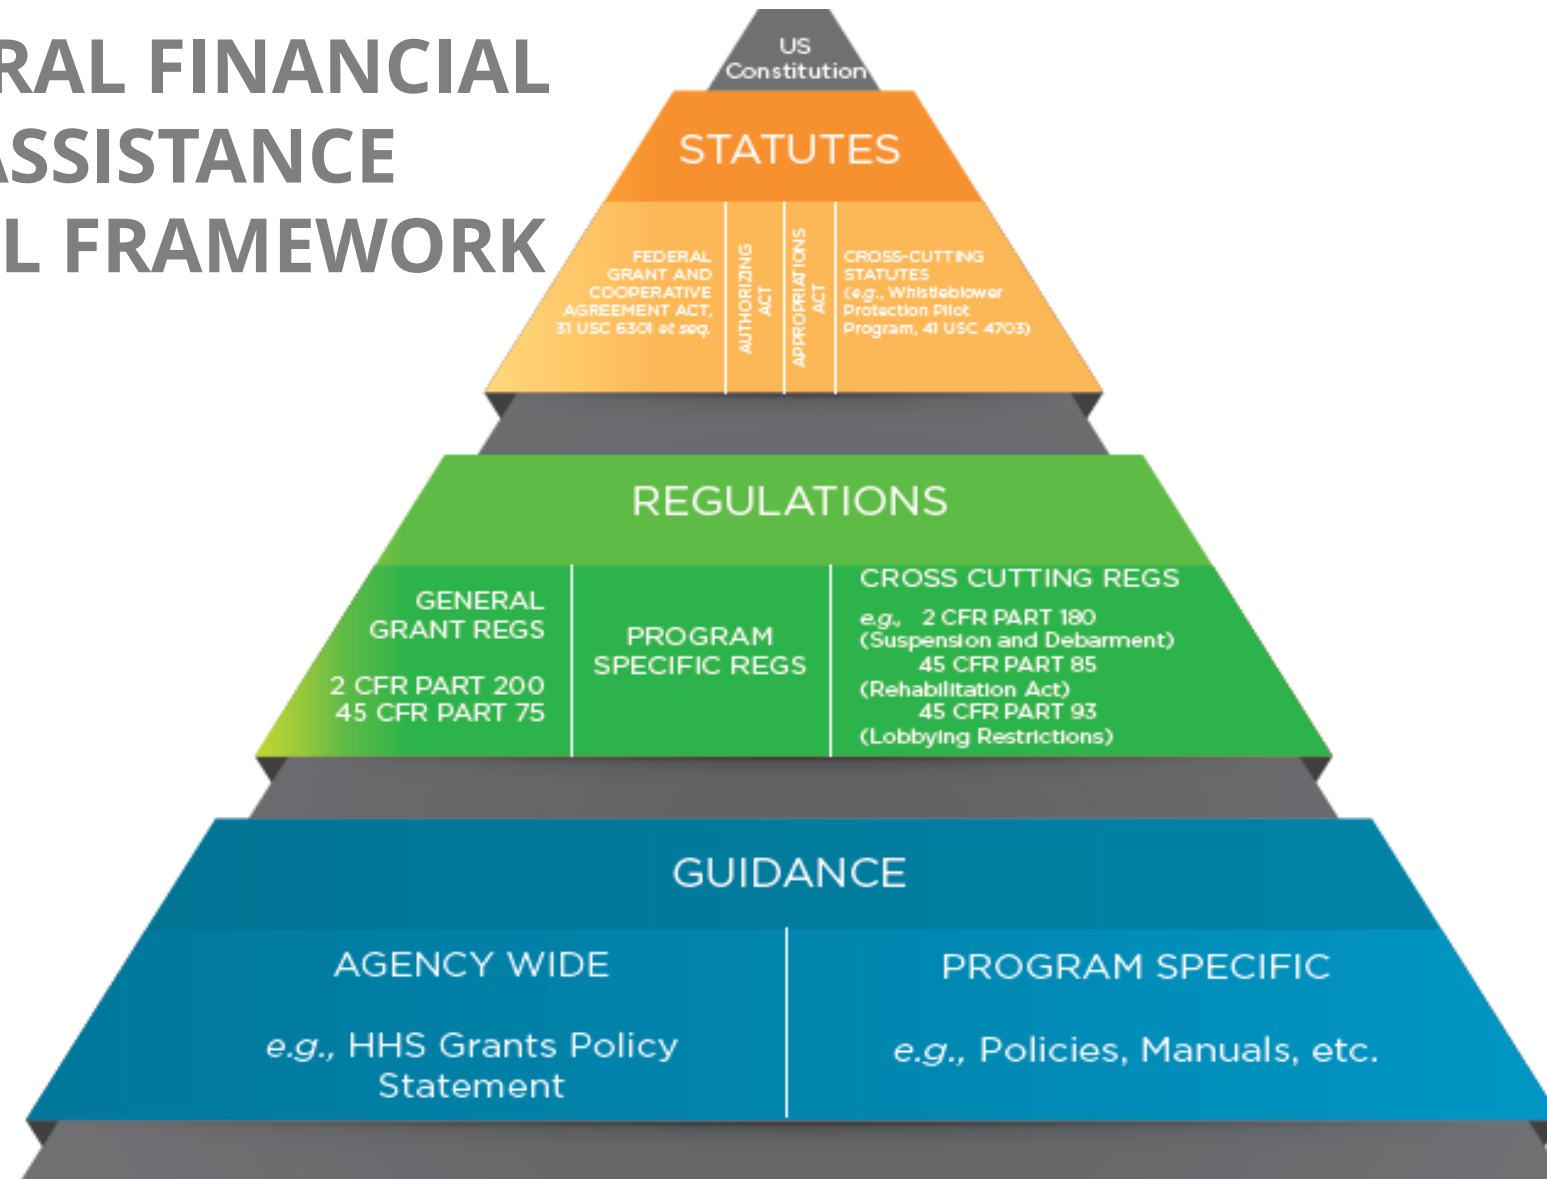 RAL FINANCIAL
ASSISTANCE
L FRAMEWORK
US
Constitution
STATUTES
FEDERAL
GRANT AND
COOPERATIVE
AGREEMENT ACT,
31 USC 6301 et seq.
AUTHORIZING
ACT
APPROPRIATIONS
ACT
CROSS-CUTTING
STATUTES
(e.g., Whistleblower
Protection Pilot
Program, 41 USC 4703)
REGULATIONS
GENERAL
GRANT REGS
2 CFR PART 200
45 CFR PART 75
PROGRAM
SPECIFIC REGS
CROSS CUTTING REGS
e.g., 2 CFR PART 180
(Suspension and Debarment)
45 CFR PART 85
(Rehabilitation Act)
45 CFR PART 93
(Lobbying Restrictions)
GUIDANCE
AGENCY WIDE
e.g., HHS Grants Policy
Statement
PROGRAM SPECIFIC
e.g., Policies, Manuals, etc.